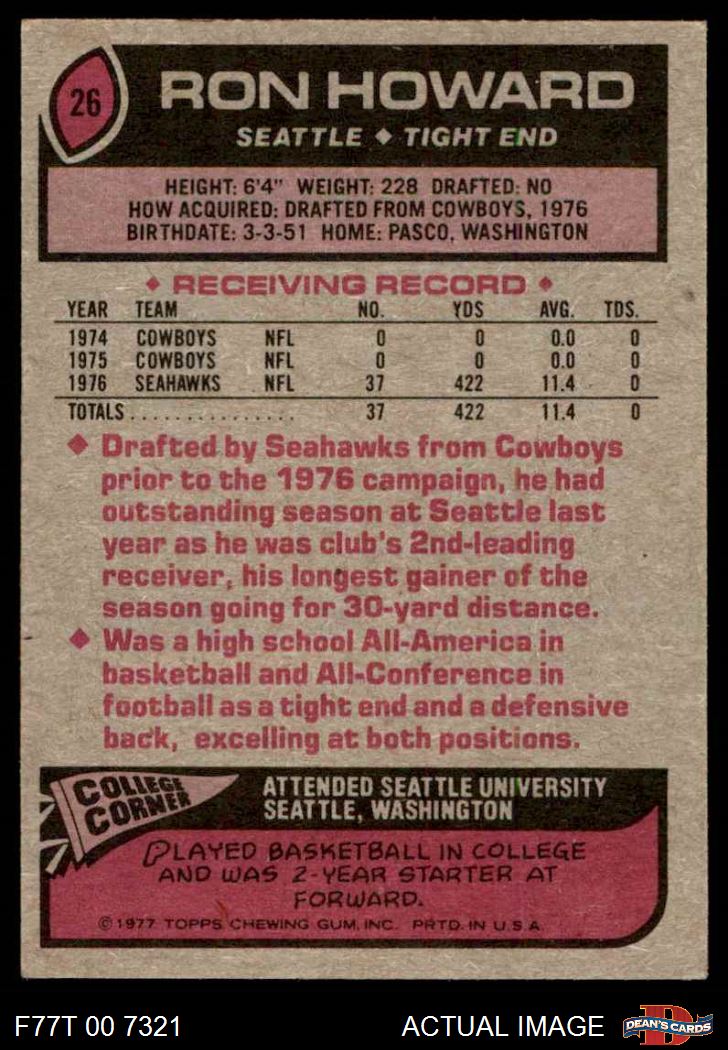 26
RON HOWARD
SEATTLE ◆ TIGHT END
HEIGHT: 6'4" WEIGHT: 228 DRAFTED: NO
HOW ACQUIRED: DRAFTED FROM COWBOYS, 1976
BIRTHDATE: 3-3-51 HOME: PASCO, WASHINGTON
◆ RECEIVING RECORD ◆
YEAR TEAM NO. YDS AVG. TDS.
1974 COWBOYS NFL 0 0 0.0 0
1975 COWBOYS NFL 0 0 0.0 0
1976 SEAHAWKS NFL 37 422 11.4 0
TOTALS............... 37 422 11.4 0
◆ Drafted by Seahawks from Cowboys
prior to the 1976 campaign, he had
outstanding season at Seattle last
year as he was club's 2nd-leading
receiver, his longest gainer of the
season going for 30-yard distance.
◆ Was a high school All-America in
basketball and All-Conference in
football as a tight end and a defensive
back, excelling at both positions.
COLLEGE
CORNER
ATTENDED SEATTLE UNIVERSITY
SEATTLE, WASHINGTON
PLAYED BASKETBALL IN COLLEGE
AND WAS 2-YEAR STARTER AT
FORWARD.
©1977 TOPPS CHEWING GUM, INC. PRTD. IN U.S.A.
F77T 00 7321
ACTUAL IMAGE
D
DEAN'S CARDS